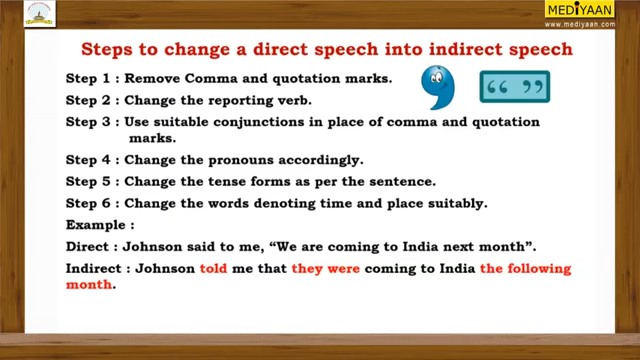 MEDiYAAN
www.mediyaan.com
Steps to change a direct speech into indirect speech
Step 1 : Remove Comma and quotation marks.
Step 2 : Change the reporting verb.
Step 3 : Use suitable conjunctions in place of comma and quotation
marks.
Step 4 : Change the pronouns accordingly.
Step 5 : Change the tense forms as per the sentence.
Step 6 : Change the words denoting time and place suitably.
Example :
Direct : Johnson said to me, “We are coming to India next month”.
Indirect : Johnson told me that they were coming to India the following
month.